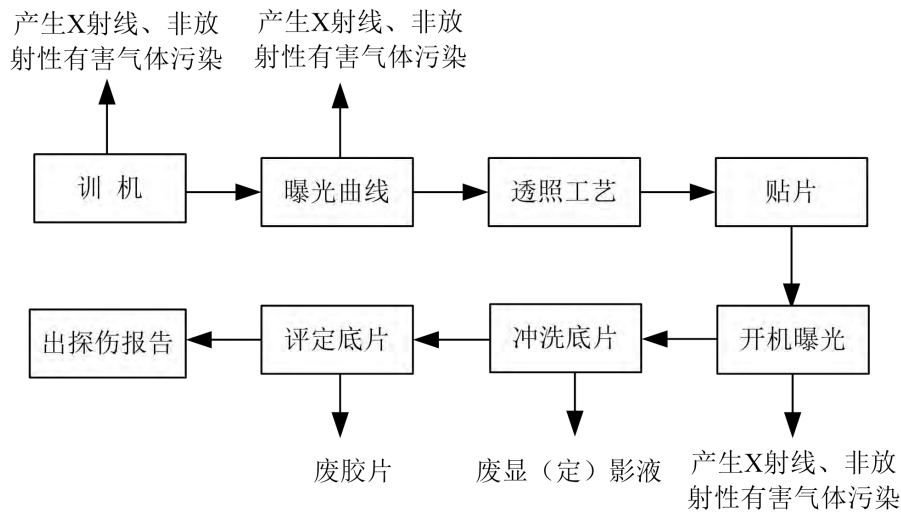 产生X射线、非放
射性有害气体污染
产生X射线、非放
射性有害气体污染
训 机
曝光曲线
透照工艺
贴片
出探伤报告
评定底片
冲洗底片
开机曝光
废胶片
废显（定）影液
产生X射线、非放
射性有害气体污染